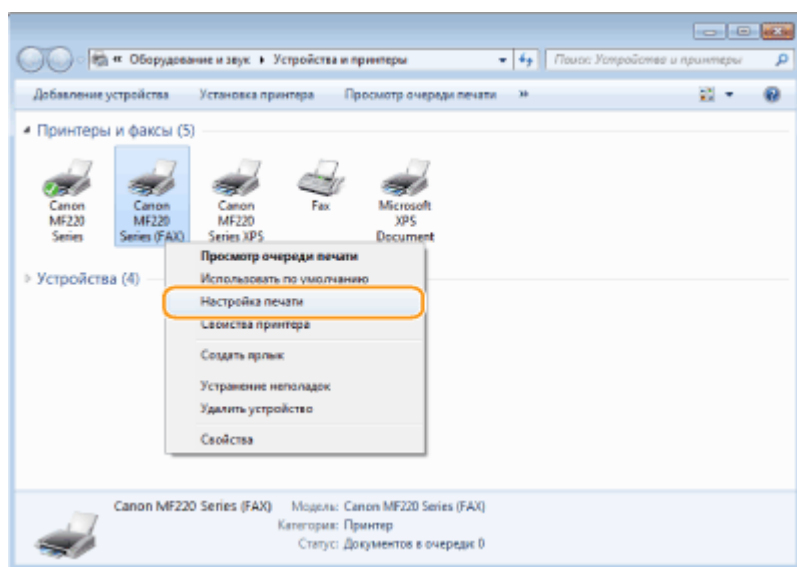 « Оборудование и звук ▸ Устройства и принтеры
Поиск: Устройства и принтеры
Добавление устройства Установка принтера Просмотр очереди печати »
Принтеры и факсы (5)
Canon MF220 Series
Canon MF220 Series (FAX)
Canon MF220 Series XPS
Fax
Microsoft XPS Document
Просмотр очереди печати
Использовать по умолчанию
Устройства (4)
Настройка печати
Свойства принтера
Создать ярлык
Устранение неполадок
Удалить устройство
Свойства
Canon MF220 Series (FAX) Модель: Canon MF220 Series (FAX)
Категория: Принтер
Статус: Документов в очереди: 0